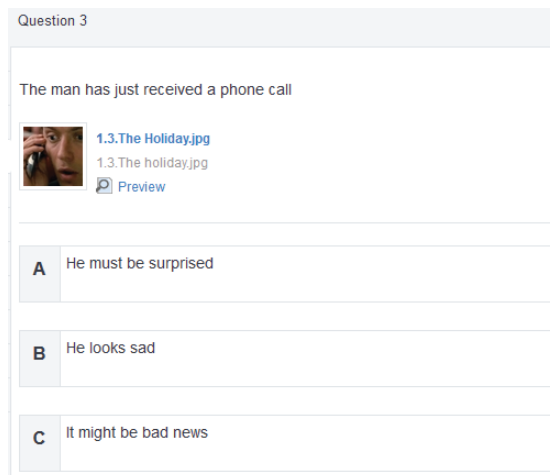 Question 3
The man has just received a phone call
1.3.The Holiday.jpg
1.3.The holiday.jpg
Preview
A
He must be surprised
B
He looks sad
C
It might be bad news